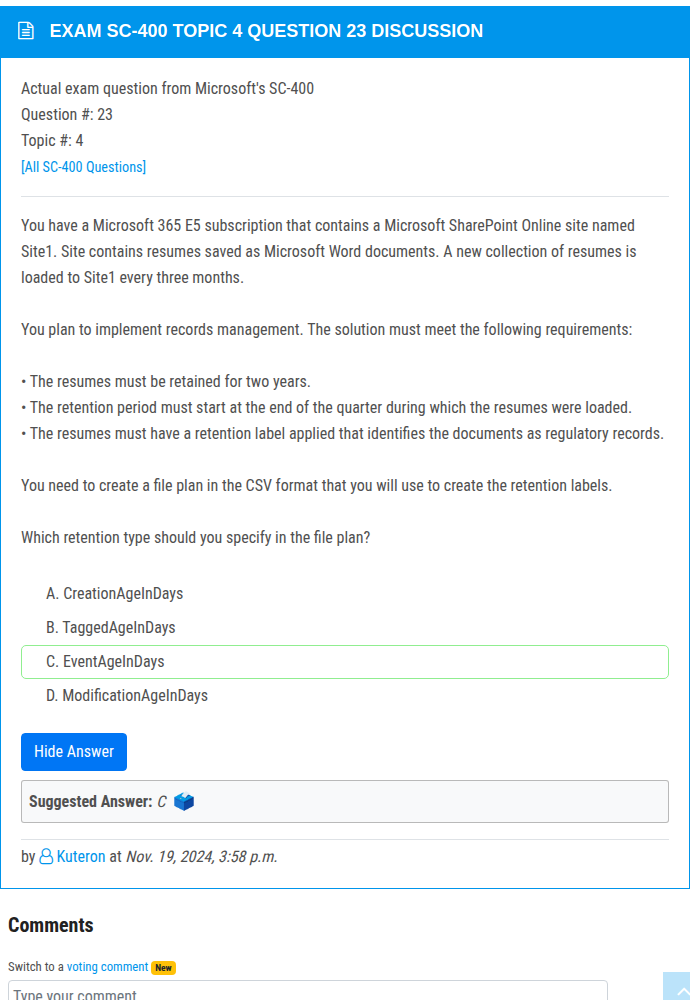 EXAM SC-400 TOPIC 4 QUESTION 23 DISCUSSION
Actual exam question from Microsoft's SC-400
Question #: 23
Topic #: 4
[All SC-400 Questions]
You have a Microsoft 365 E5 subscription that contains a Microsoft SharePoint Online site named
Site1. Site contains resumes saved as Microsoft Word documents. A new collection of resumes is
loaded to Site1 every three months.
You plan to implement records management. The solution must meet the following requirements:
• The resumes must be retained for two years.
• The retention period must start at the end of the quarter during which the resumes were loaded.
• The resumes must have a retention label applied that identifies the documents as regulatory records.
You need to create a file plan in the CSV format that you will use to create the retention labels.
Which retention type should you specify in the file plan?
A. CreationAgeInDays
B. TaggedAgeInDays
C. EventAgeInDays
D. ModificationAgeInDays
Hide Answer
Suggested Answer: C
by Kuteron at Nov. 19, 2024, 3:58 p.m.
Comments
Switch to a voting comment New
Type your comment